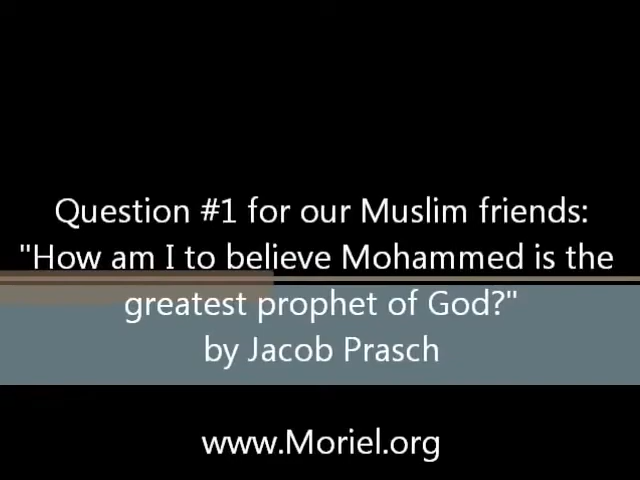 Question #1 for our Muslim friends:
"How am I to believe Mohammed is the
greatest prophet of God?"
by Jacob Prasch
www.Moriel.org